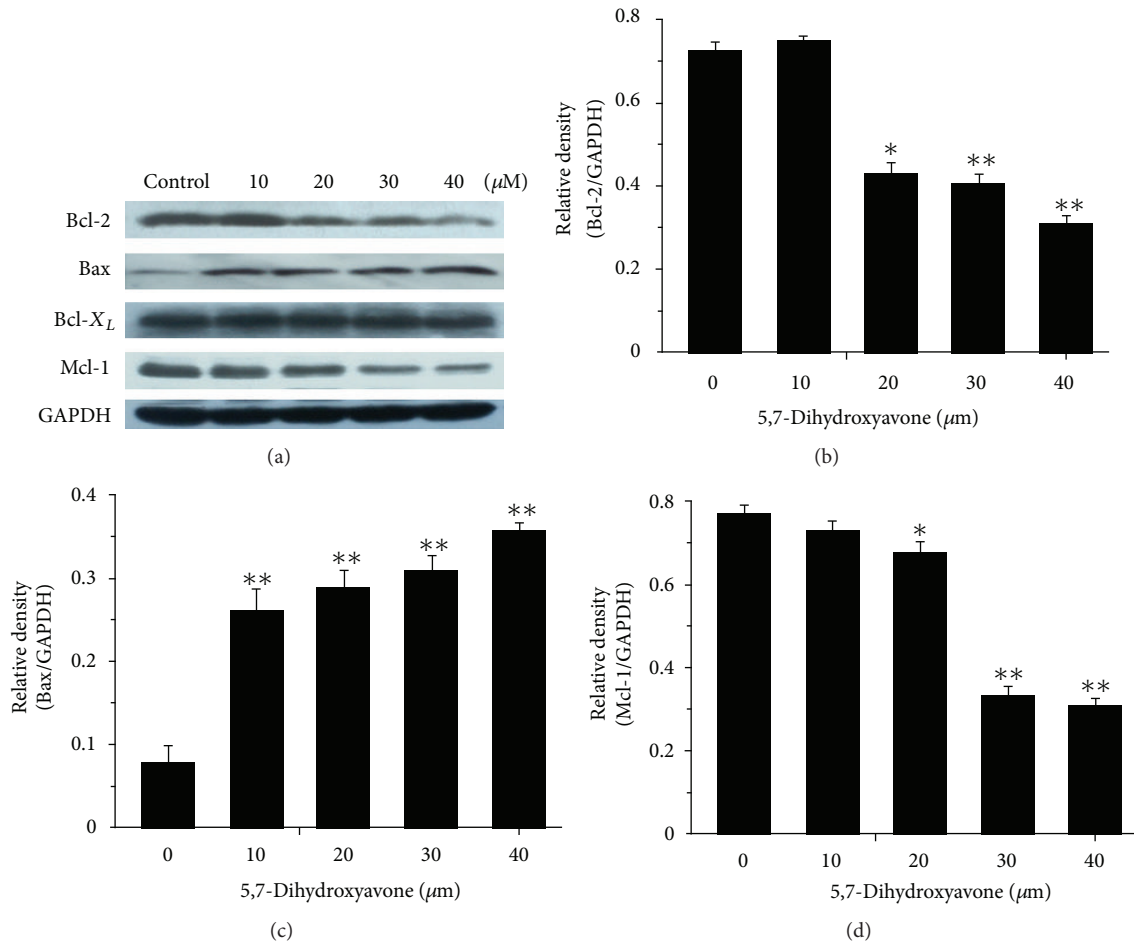 Control 10 20 30 40 (μM)
Bcl-2
Bax
Bcl-X_L
Mcl-1
GAPDH
(a)
0.8
0.6
0.4
0.2
0
Relative density
(Bcl-2/GAPDH)
*
**
**
0 10 20 30 40
5,7-Dihydroxyavone (μm)
(b)
0.4
0.3
0.2
0.1
0
Relative density
(Bax/GAPDH)
**
**
**
**
0 10 20 30 40
5,7-Dihydroxyavone (μm)
(c)
0.8
0.6
0.4
0.2
0
Relative density
(Mcl-1/GAPDH)
*
**
**
0 10 20 30 40
5,7-Dihydroxyavone (μm)
(d)